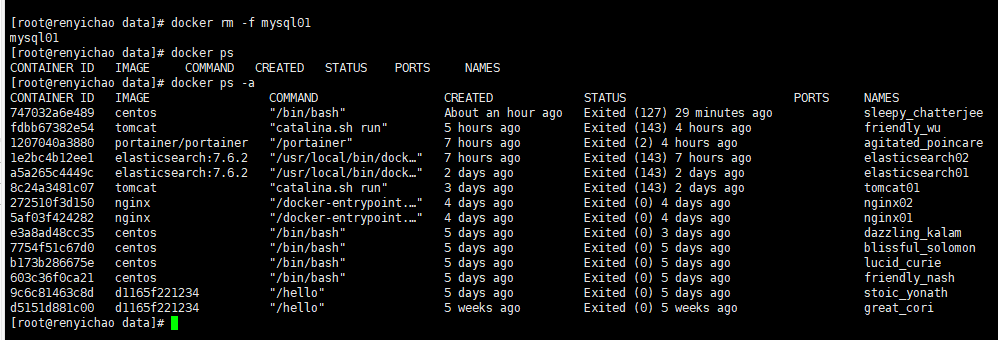 [root@renyichao data]# docker rm -f mysql01
mysql01
[root@renyichao data]# docker ps
CONTAINER ID   IMAGE     COMMAND   CREATED   STATUS    PORTS     NAMES
[root@renyichao data]# docker ps -a
CONTAINER ID   IMAGE                 COMMAND                  CREATED             STATUS                        PORTS     NAMES
747032a6e489   centos                "/bin/bash"              About an hour ago   Exited (127) 29 minutes ago             sleepy_chatterjee
fdbb67382e54   tomcat                "catalina.sh run"        5 hours ago         Exited (143) 4 hours ago                friendly_wu
1207040a3880   portainer/portainer   "/portainer"             7 hours ago         Exited (2) 4 hours ago                  agitated_poincare
1e2bc4b12ee1   elasticsearch:7.6.2   "/usr/local/bin/dock…"   7 hours ago         Exited (143) 7 hours ago                elasticsearch02
a5a265c4449c   elasticsearch:7.6.2   "/usr/local/bin/dock…"   2 days ago          Exited (143) 2 days ago                 elasticsearch01
8c24a3481c07   tomcat                "catalina.sh run"        3 days ago          Exited (143) 2 days ago                 tomcat01
272510f3d150   nginx                 "/docker-entrypoint.…"   4 days ago          Exited (0) 4 days ago                   nginx02
5af03f424282   nginx                 "/docker-entrypoint.…"   4 days ago          Exited (0) 4 days ago                   nginx01
e3a8ad48cc35   centos                "/bin/bash"              5 days ago          Exited (0) 3 days ago                   dazzling_kalam
7754f51c67d0   centos                "/bin/bash"              5 days ago          Exited (0) 5 days ago                   blissful_solomon
b173b286675e   centos                "/bin/bash"              5 days ago          Exited (0) 5 days ago                   lucid_curie
603c36f0ca21   centos                "/bin/bash"              5 days ago          Exited (0) 5 days ago                   friendly_nash
9c6c81463c8d   d1165f221234          "/hello"                 5 days ago          Exited (0) 5 days ago                   stoic_yonath
d5151d881c00   d1165f221234          "/hello"                 5 weeks ago         Exited (0) 5 weeks ago                  great_cori
[root@renyichao data]#